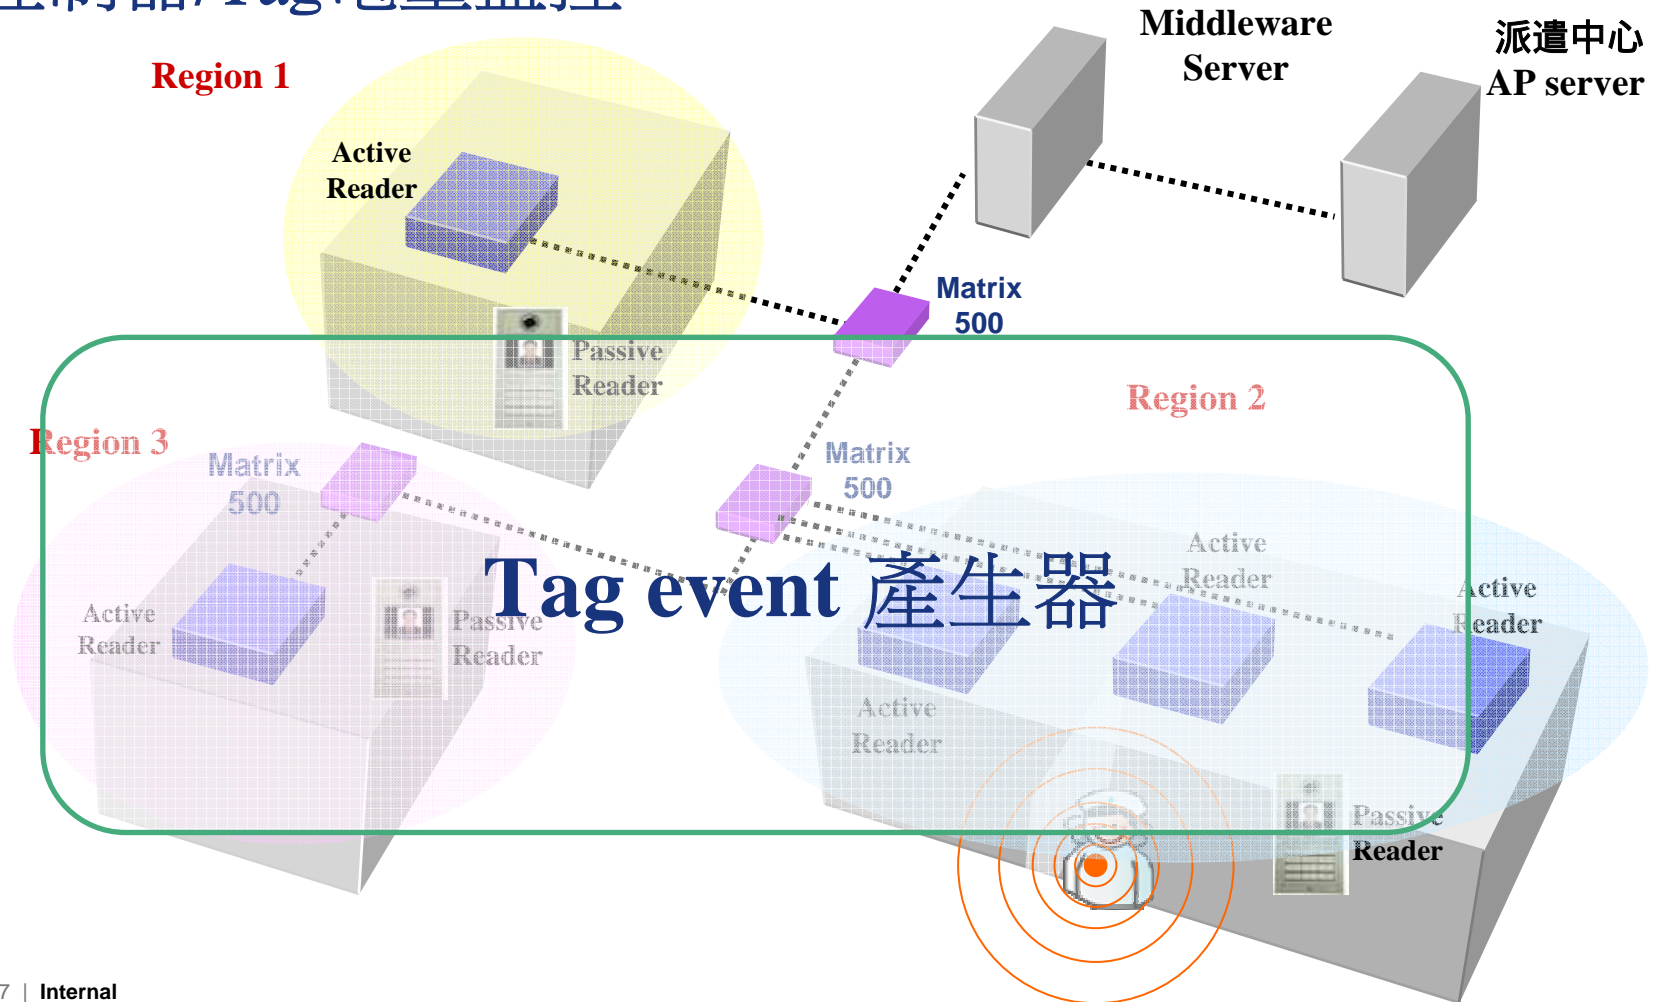 Tag
Middleware
Server
派遣中心
AP server
Region 1
Active
Reader
Matrix
500
Passive
Reader
Region 2
Region 3
Matrix
500
Matrix
500
Active
Reader
Tag event 產生器
Active
Reader
Active
Reader
Passive
Reader
Active
Reader
Passive
Reader
7 | Internal